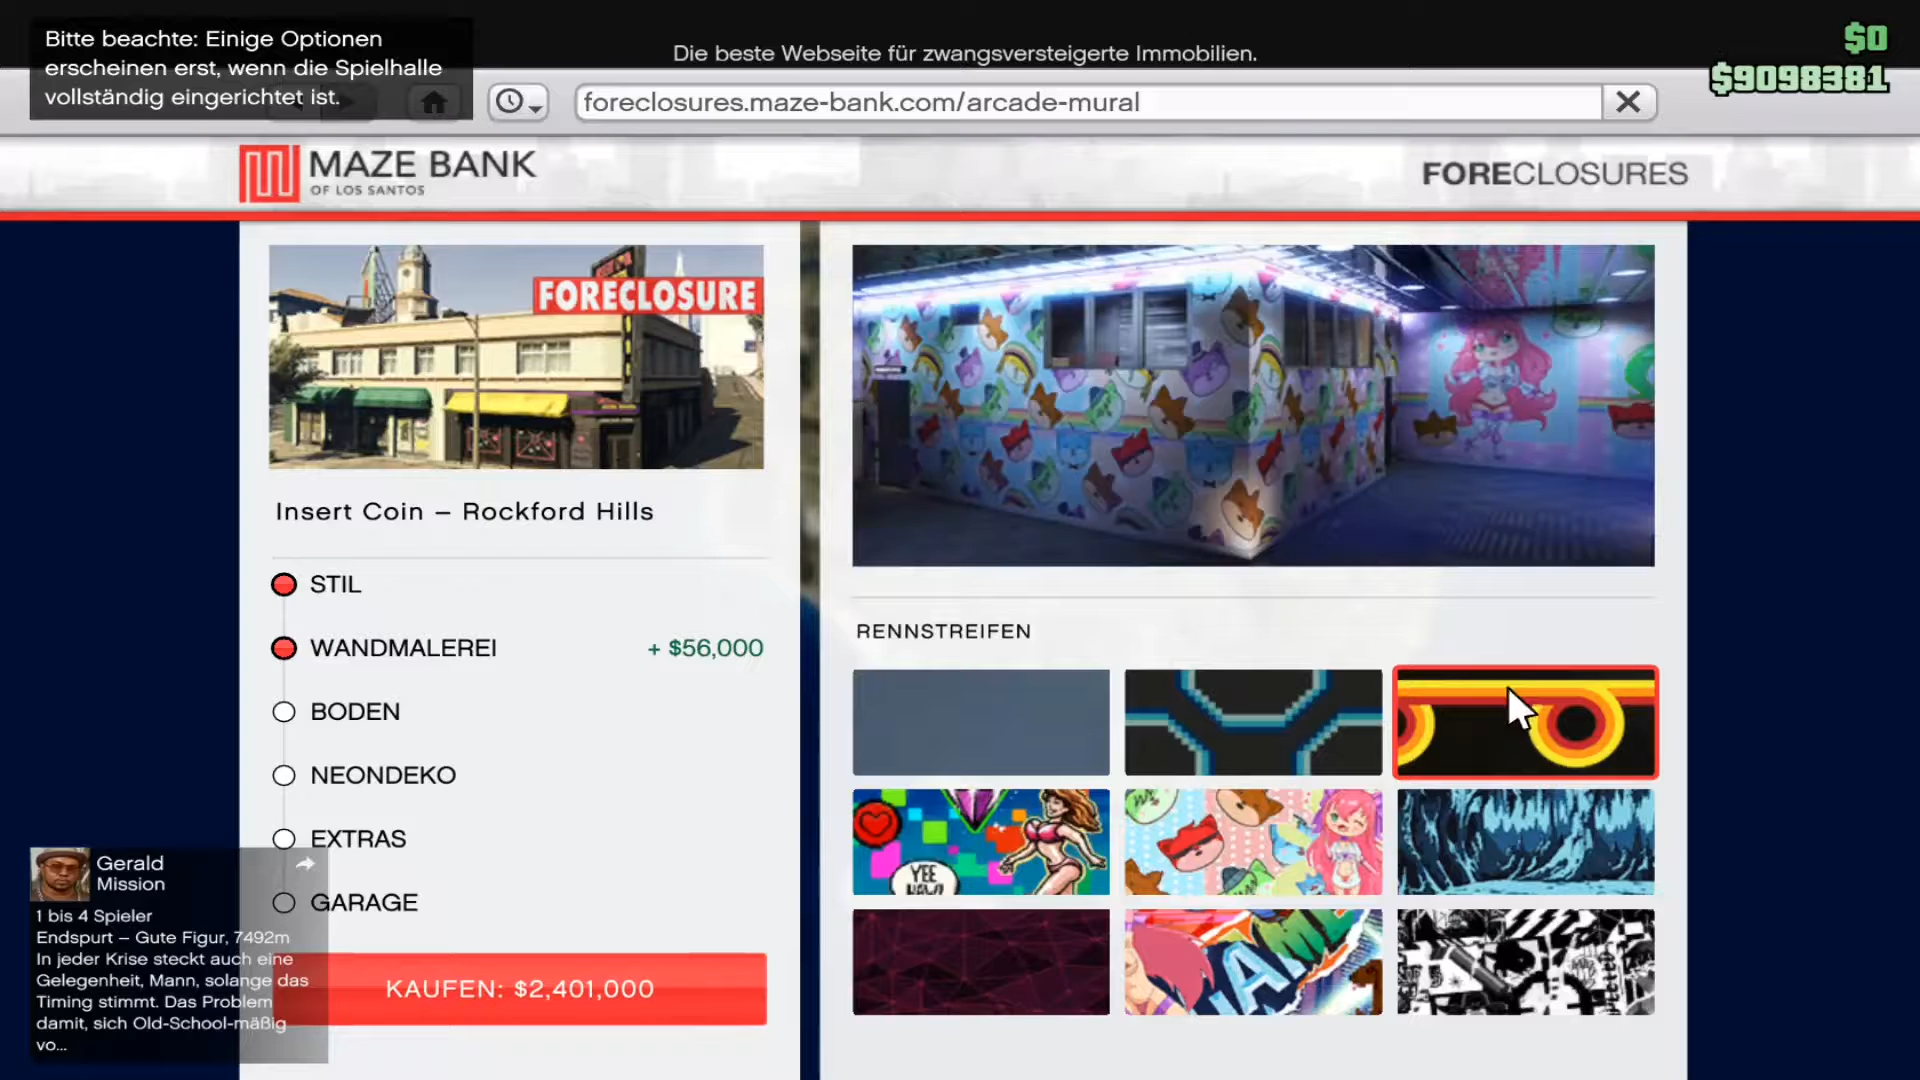 Bitte beachte: Einige Optionen
erscheinen erst, wenn die Spielhalle
vollständig eingerichtet ist.
Die beste Webseite für zwangsversteigerte Immobilien.
$0
$9098381
foreclosures.maze-bank.com/arcade-mural
MAZE BANK
OF LOS SANTOS
FORECLOSURES
FORECLOSURE
Insert Coin – Rockford Hills
STIL
WANDMALEREI + $56,000
BODEN
NEONDEKO
EXTRAS
GARAGE
KAUFEN: $2,401,000
RENNSTREIFEN
YEE
HAW!
Gerald
Mission
1 bis 4 Spieler
Endspurt – Gute Figur, 7492m
In jeder Krise steckt auch eine
Gelegenheit, Mann, solange das
Timing stimmt. Das Problem
damit, sich Old-School-mäßig
vo...